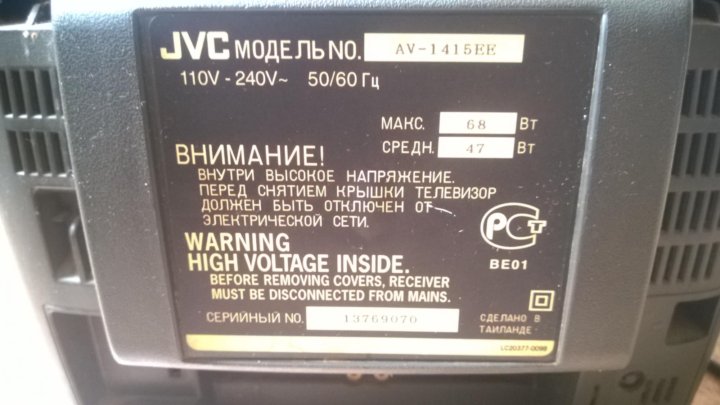 JVC МОДЕЛЬ NO. AV-1415EE
110V - 240V~ 50/60 Гц
МАКС. 68 Вт
СРЕДН. 47 Вт
ВНИМАНИЕ!
ВНУТРИ ВЫСОКОЕ НАПРЯЖЕНИЕ.
ПЕРЕД СНЯТИЕМ КРЫШКИ ТЕЛЕВИЗОР
ДОЛЖЕН БЫТЬ ОТКЛЮЧЕН ОТ
ЭЛЕКТРИЧЕСКОЙ СЕТИ.
РСТ
BE01
WARNING
HIGH VOLTAGE INSIDE.
BEFORE REMOVING COVERS, RECEIVER
MUST BE DISCONNECTED FROM MAINS.
СЕРИЙНЫЙ NO. 13769070
СДЕЛАНО В
ТАИЛАНДЕ
LC20377-009B